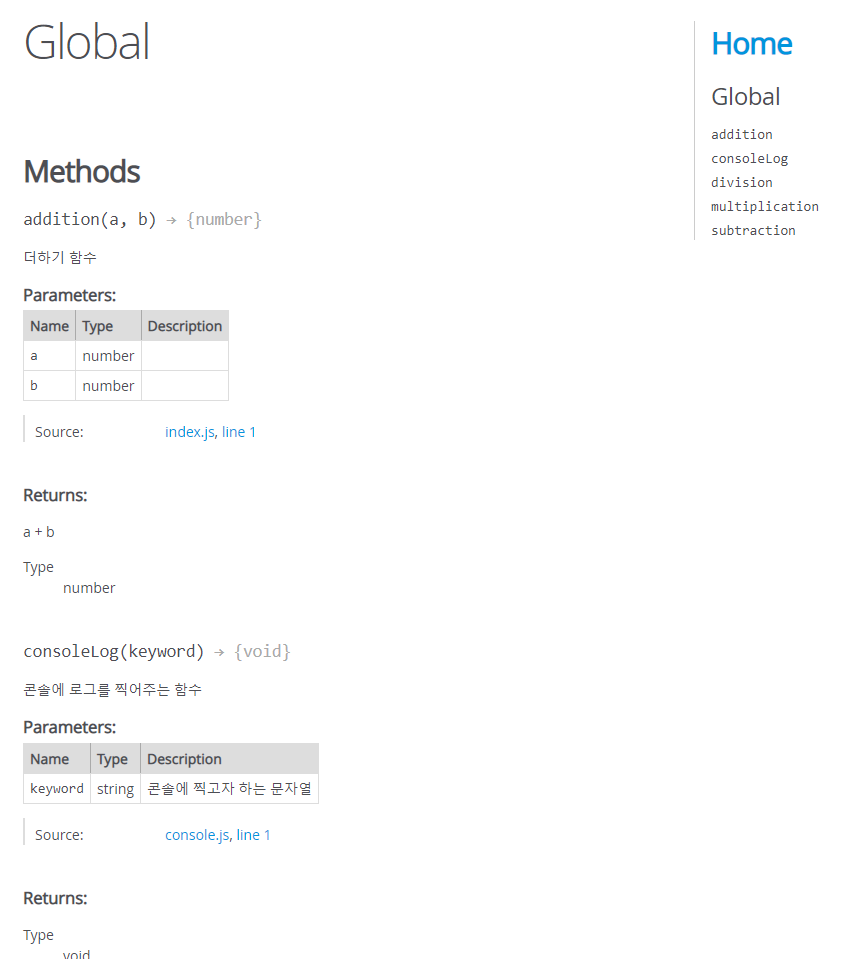 Global
Methods
addition(a, b) → {number}
더하기 함수
Parameters:
Name Type Description
a number
b number
Source: index.js, line 1
Returns:
a + b
Type
number
consoleLog(keyword) → {void}
콘솔에 로그를 찍어주는 함수
Parameters:
Name Type Description
keyword string 콘솔에 찍고자 하는 문자열
Source: console.js, line 1
Returns:
Type
void
Home
Global
addition
consoleLog
division
multiplication
subtraction